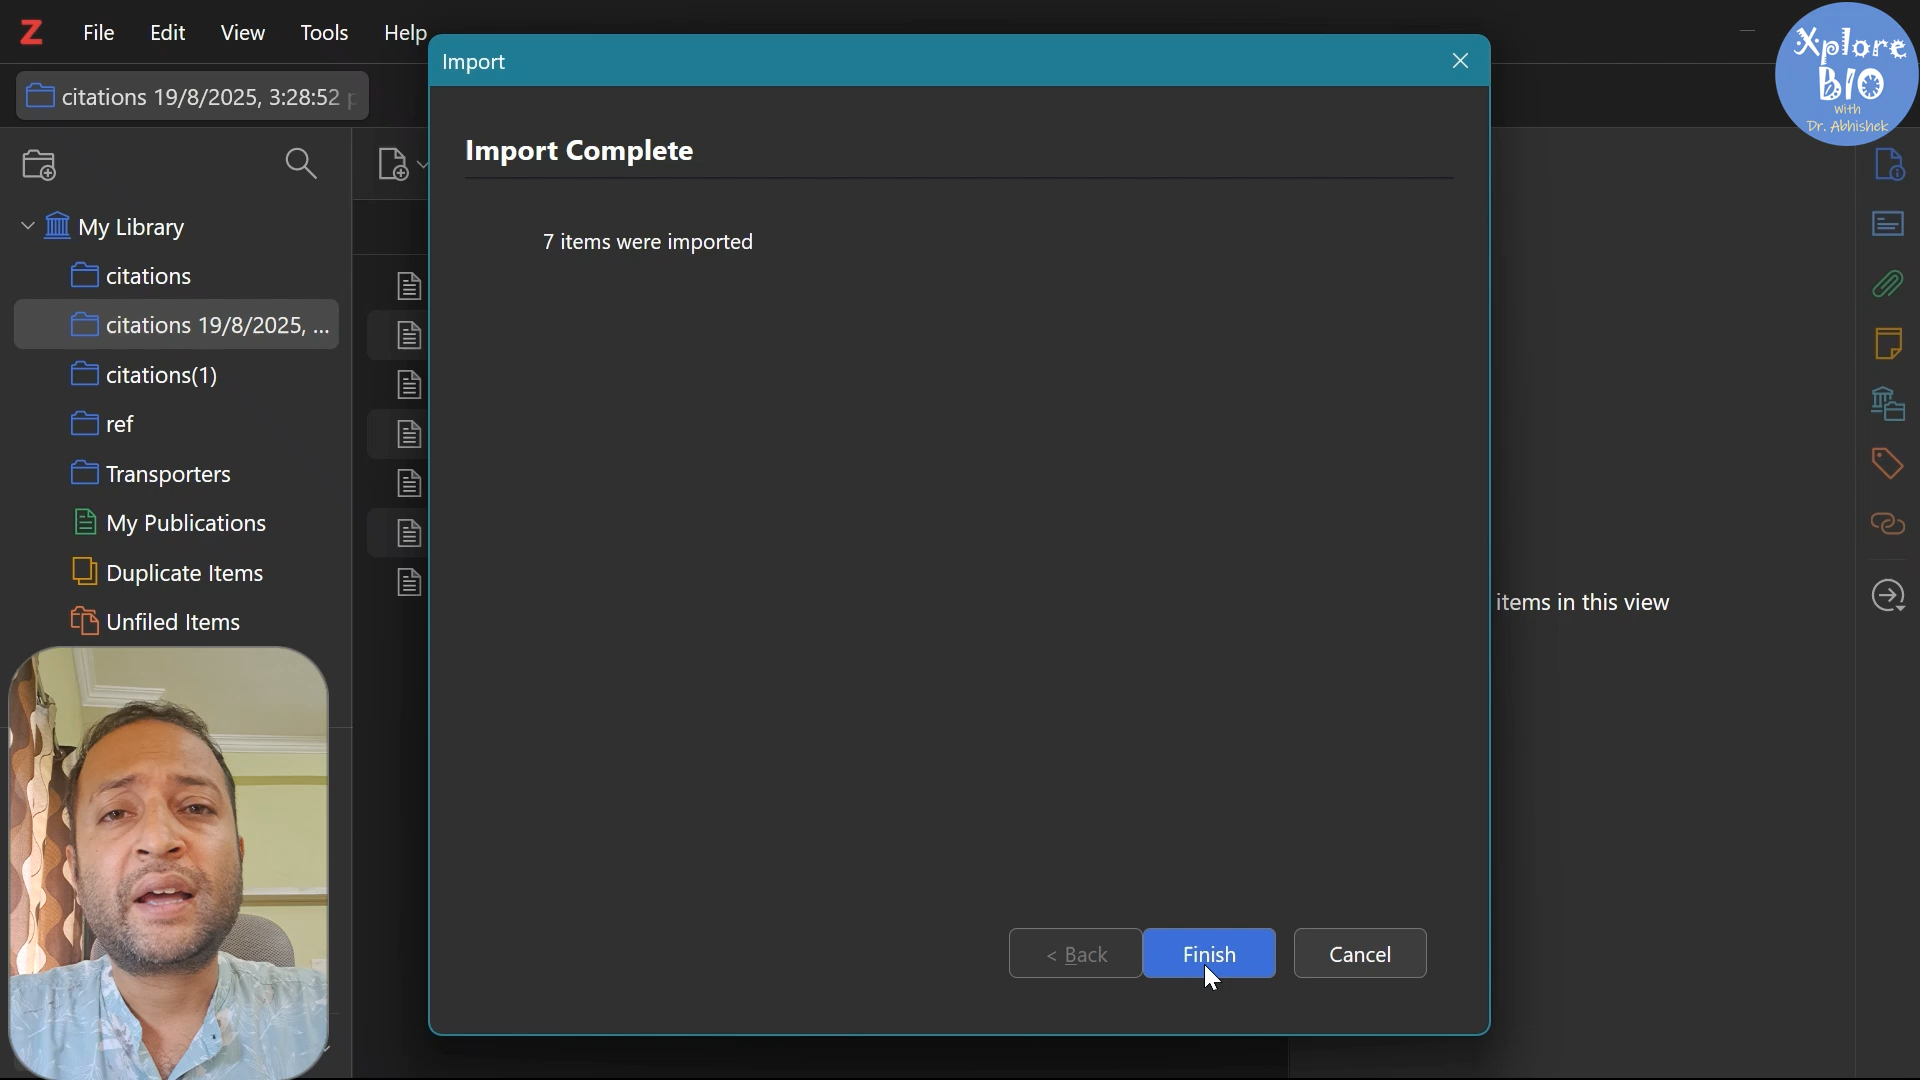 Z
File Edit View Tools Help
Import
Xplore
BIO
with
Dr. Abhishek
citations 19/8/2025, 3:28:52 p
Import Complete
7 items were imported
My Library
citations
citations 19/8/2025, ...
citations(1)
ref
Transporters
My Publications
Duplicate Items
Unfiled Items
items in this view
< Back
Finish
Cancel